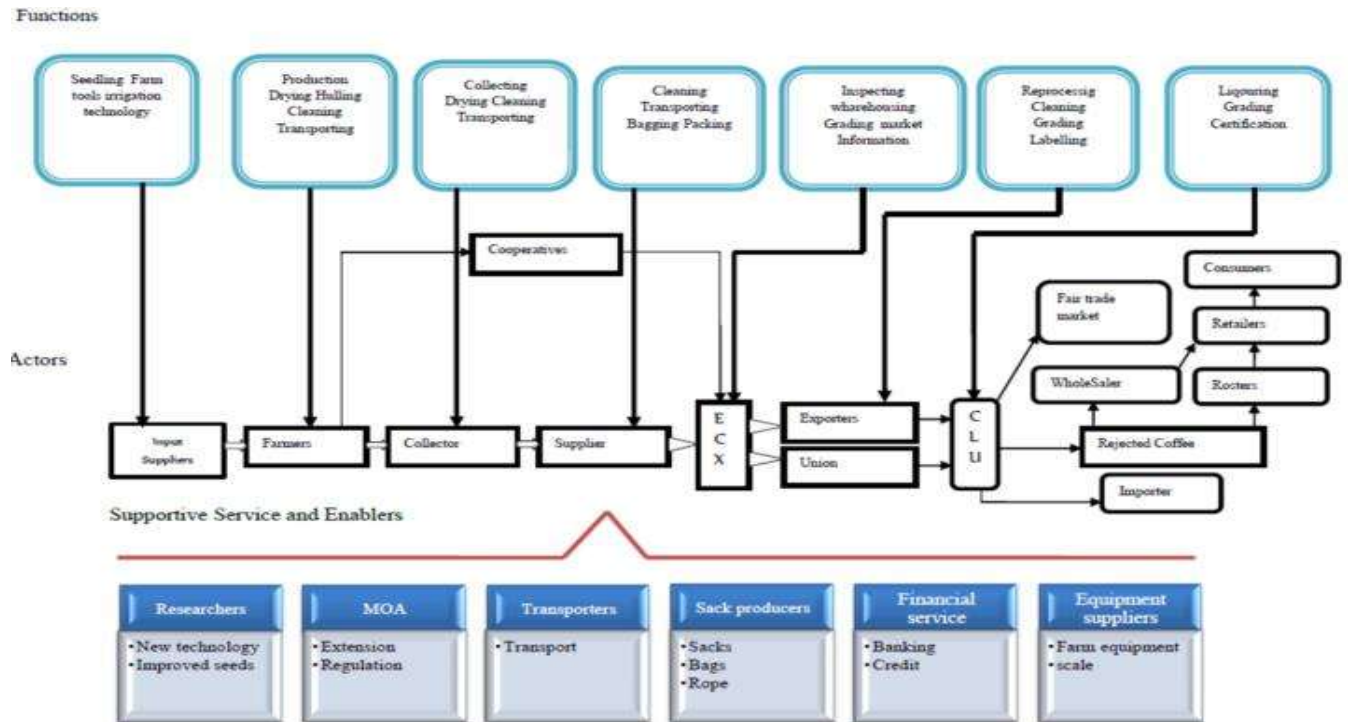 Functions
Seedling Farm
tools irrigation
technology
Production
Drying Hulling
Cleaning
Transporting
Collecting
Drying Cleaning
Transporting
Cleaning
Transporting
Bagging Packing
Inspecting
wharehousing
Grading market
Information
Reprocessig
Cleaning
Grading
Labelling
Liqouring
Grading
Certification
Cooperatives
Consumers
Fair trade
market
Retailers
Actors
WholeSaler
Rosters
Input
Suppliers
Farmers
Collector
Supplier
E
C
X
Exporters
Union
C
L
U
Rejected Coffee
Importer
Supportive Service and Enablers
Researchers
•New technology
•Improved seeds
MOA
•Extension
•Regulation
Transporters
•Transport
Sack producers
•Sacks
•Bags
•Rope
Financial
service
•Banking
•Credit
Equipment
suppliers
•Farm equipment
•scale